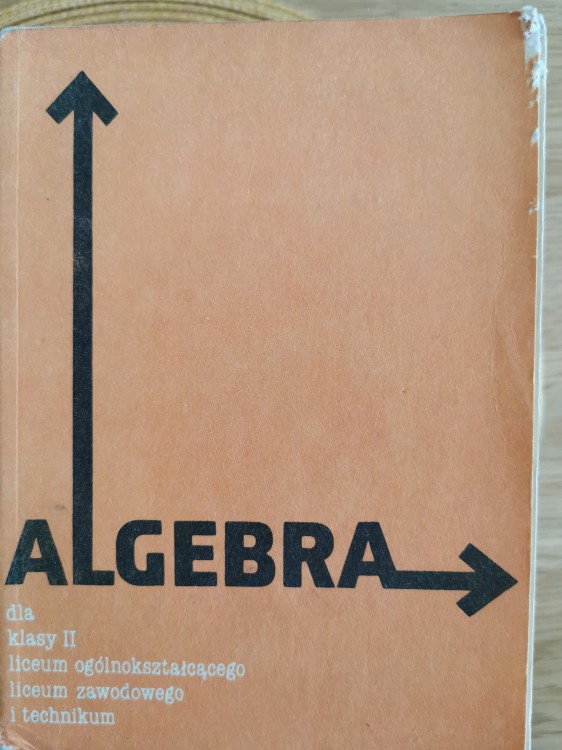 ALGEBRA
dla
klasy II
liceum ogólnokształcącego
liceum zawodowego
i technikum